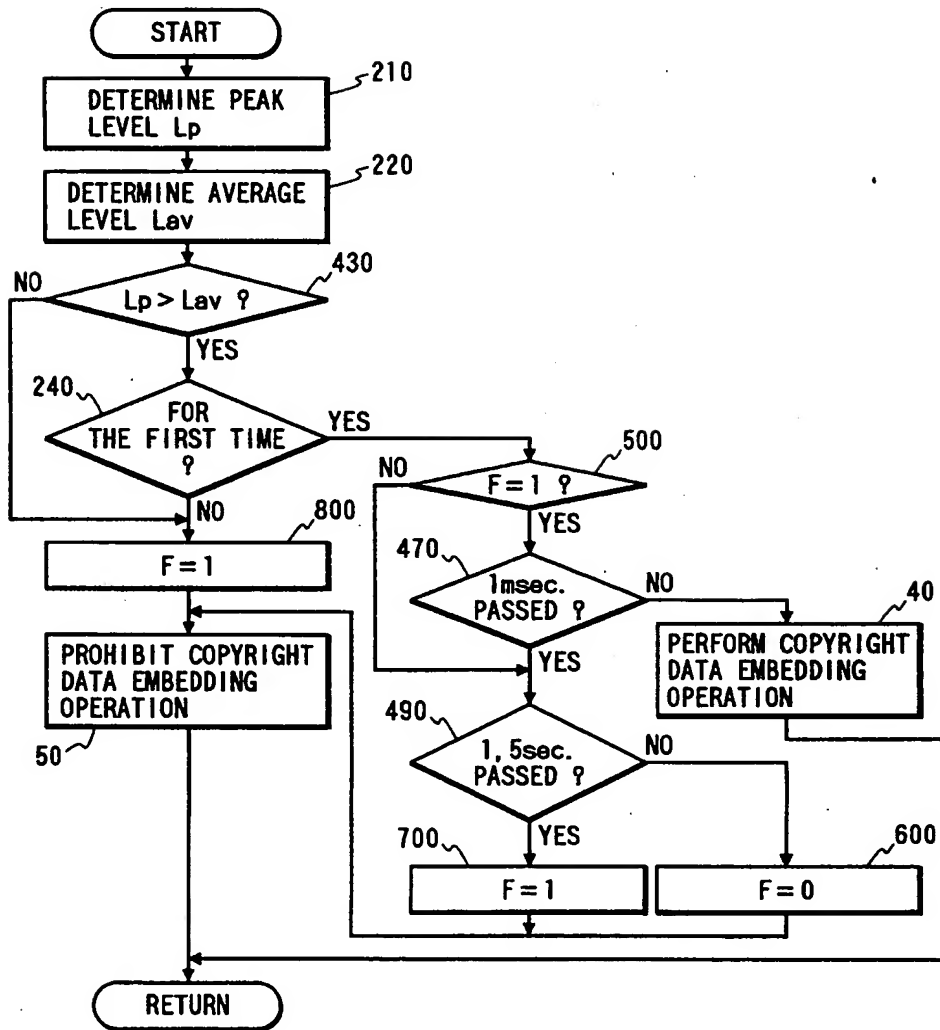 START
210
DETERMINE PEAK
LEVEL Lp
220
DETERMINE AVERAGE
LEVEL Lav
430
NO
Lp > Lav ?
YES
240
FOR
THE FIRST TIME
?
YES
NO
500
NO
F=1 ?
YES
800
F=1
470
1msec.
PASSED ?
NO
YES
40
PERFORM COPYRIGHT
DATA EMBEDDING
OPERATION
PROHIBIT COPYRIGHT
DATA EMBEDDING
OPERATION
50
490
1, 5sec.
PASSED ?
NO
YES
700
F=1
600
F=0
RETURN